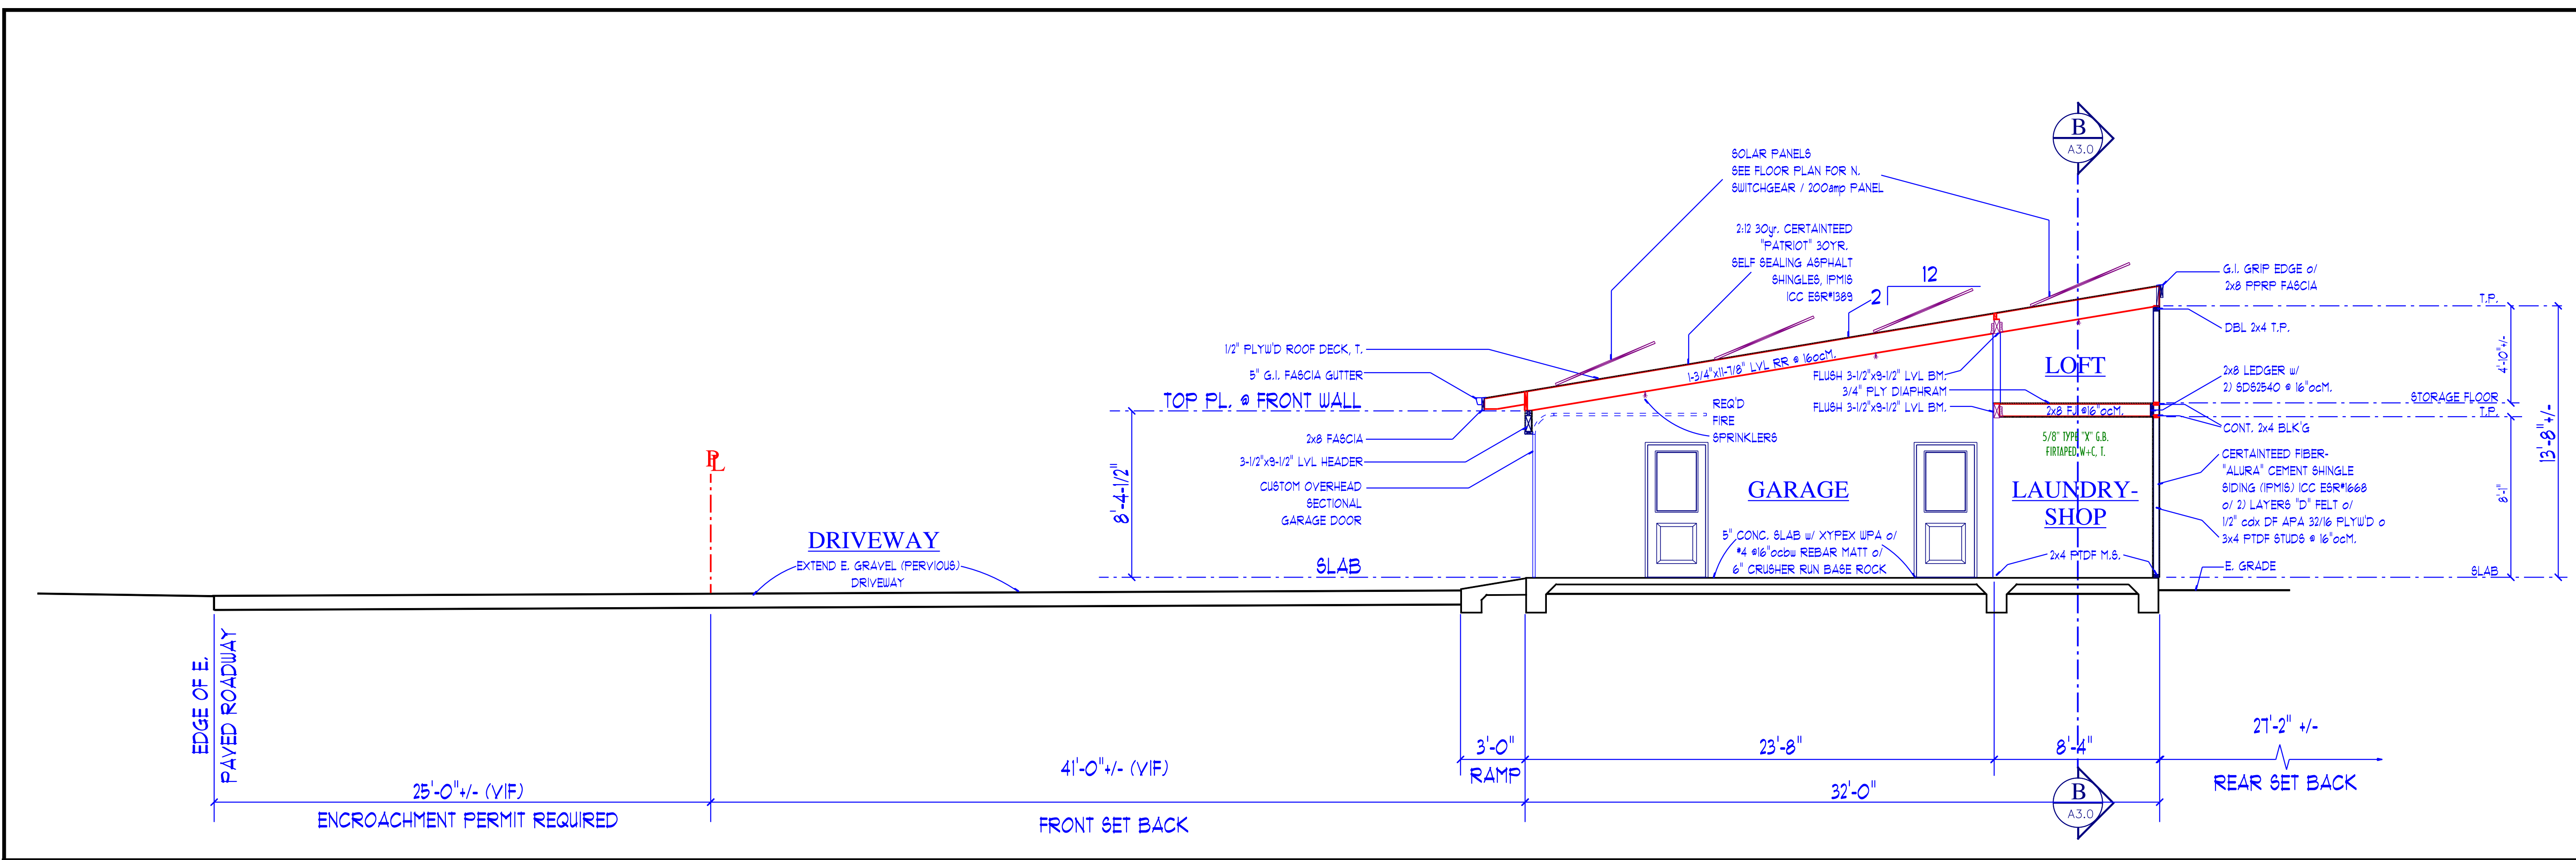 B
A3.0
SOLAR PANELS
SEE FLOOR PLAN FOR N.
SWITCHGEAR / 200amp PANEL
2:12 30yr. CERTAINTEED
"PATRIOT" 30YR.
SELF SEALING ASPHALT
SHINGLES, IPMIS
ICC ESR#1389
12
2
G.I. GRIP EDGE o/
2x8 PPRP FASCIA
T.P.
DBL 2x4 T.P.
1/2" PLYW'D ROOF DECK, T.
5" G.I. FASCIA GUTTER
TOP PL. @ FRONT WALL
2x8 FASCIA
3-1/2"x9-1/2" LVL HEADER
CUSTOM OVERHEAD
SECTIONAL
GARAGE DOOR
1-3/4"x11-7/8" LVL RR @ 16ocM.
FLUSH 3-1/2"x9-1/2" LVL BM.
3/4" PLY DIAPHRAM
FLUSH 3-1/2"x9-1/2" LVL BM.
REQ'D
FIRE
SPRINKLERS
LOFT
2x8 LEDGER w/
2) SDS2540 @ 16"ocM.
4'-10"+/-
STORAGE FLOOR
T.P.
2x8 FJ @16"ocM.
CONT. 2x4 BLK'G
5/8" TYPE "X" G.B.
FIRTAPED, W+C, T.
CERTAINTEED FIBER-
"ALURA" CEMENT SHINGLE
SIDING (IPMIS) ICC ESR#1668
o/ 2) LAYERS "D" FELT o/
1/2" cdx DF APA 32/16 PLYW'D o
3x4 PTDF STUDS @ 16"ocM.
13'-8"+/-
8'-1"
8'-4-1/2"
PL
GARAGE
LAUNDRY-
SHOP
DRIVEWAY
EXTEND E. GRAVEL (PERVIOUS)
DRIVEWAY
SLAB
5" CONC. SLAB w/ XYPEX WPA o/
#4 @16"ocbw REBAR MATT o/
6" CRUSHER RUN BASE ROCK
2x4 PTDF M.S.
E. GRADE
SLAB
EDGE OF E.
PAVED ROADWAY
25'-0"+/- (VIF)
ENCROACHMENT PERMIT REQUIRED
41'-0"+/- (VIF)
FRONT SET BACK
3'-0"
RAMP
23'-8"
8'-4"
32'-0"
27'-2" +/-
REAR SET BACK
B
A3.0